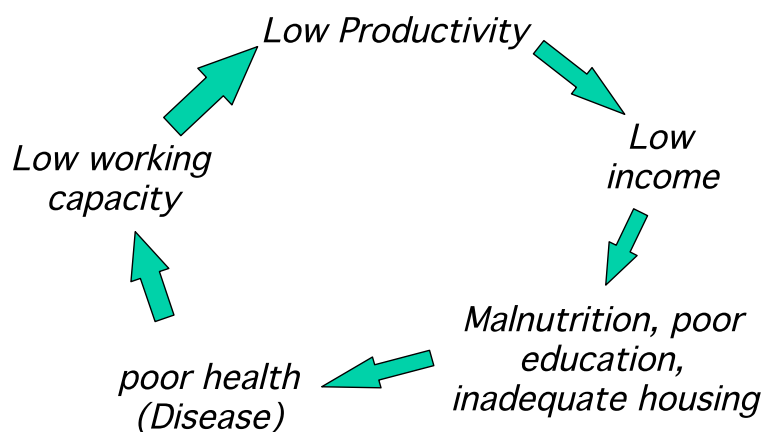 Low Productivity
Low
income
Malnutrition, poor
education,
inadequate housing
poor health
(Disease)
Low working
capacity